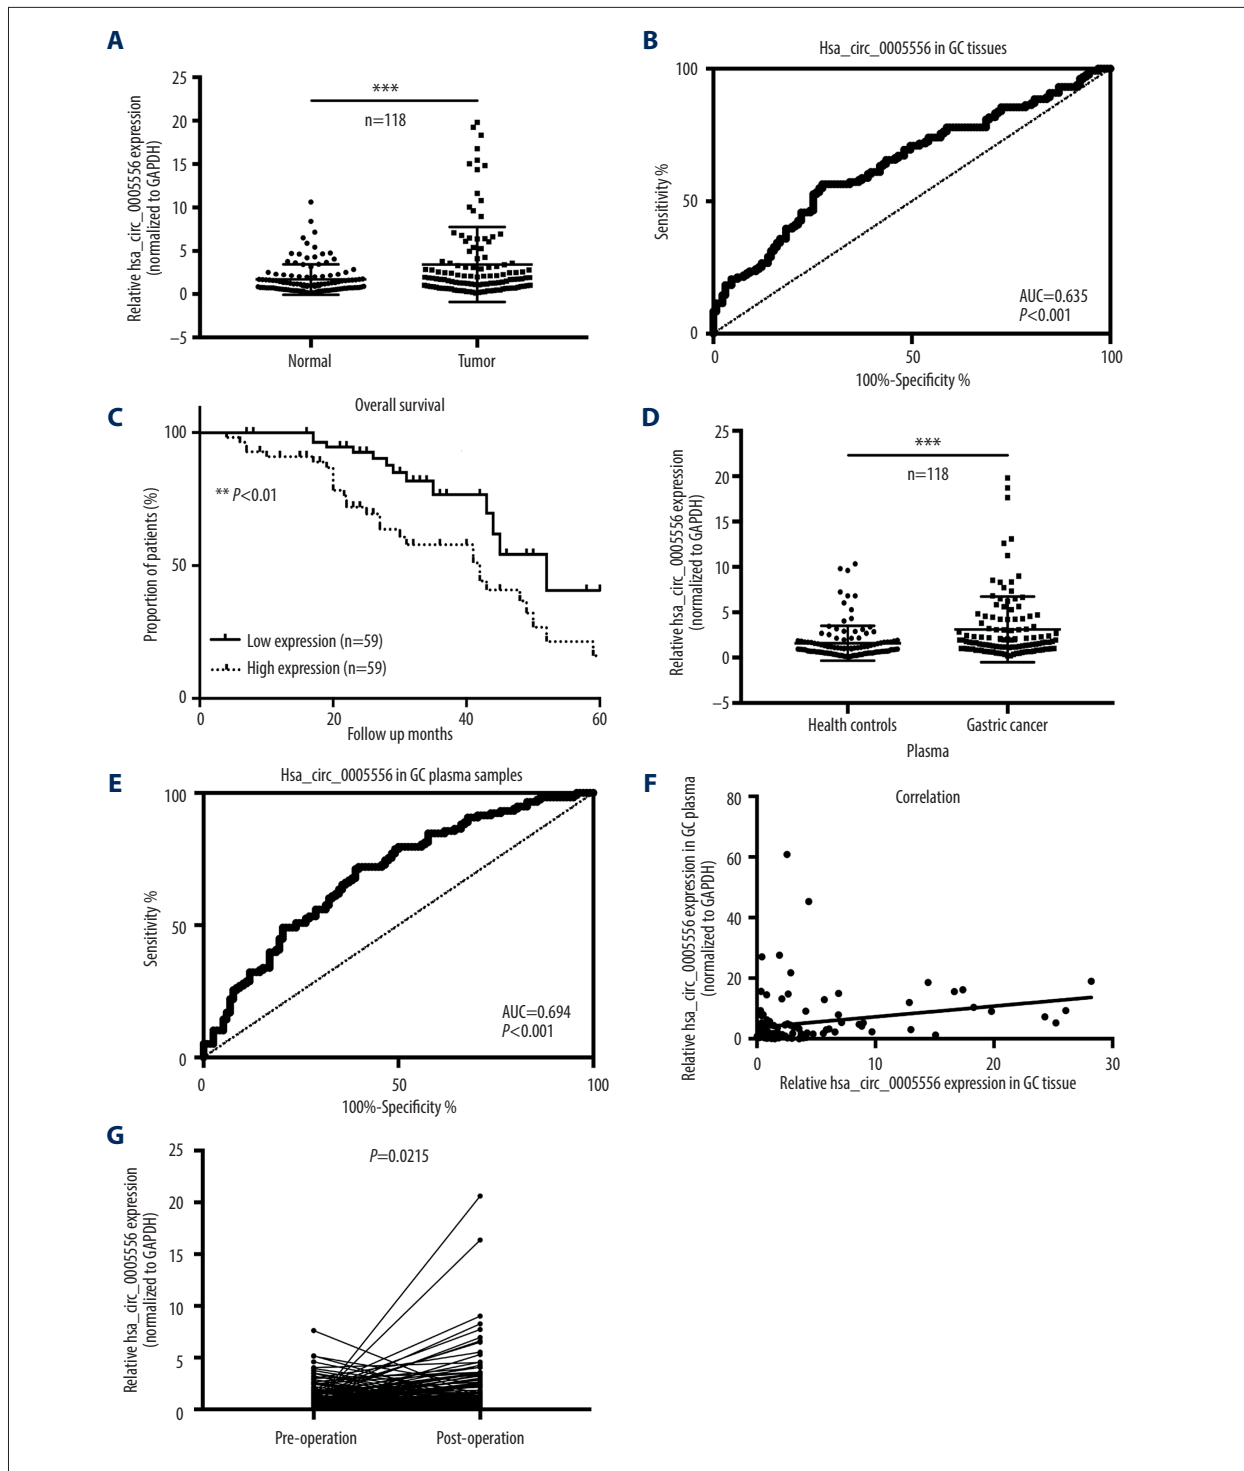 A
Relative hsa_circ_0005556 expression
(normalized to GAPDH)
25
20
15
10
5
0
–5
***
n=118
Normal
Tumor
B
Hsa_circ_0005556 in GC tissues
Sensitivity %
100
50
0
AUC=0.635
P<0.001
0
50
100
100%-Specificity %
C
Overall survival
Proportion of patients (%)
100
50
0
** P<0.01
Low expression (n=59)
High expression (n=59)
0
20
40
60
Follow up months
D
Relative hsa_circ_0005556 expression
(normalized to GAPDH)
25
20
15
10
5
0
–5
***
n=118
Health controls
Gastric cancer
Plasma
E
Hsa_circ_0005556 in GC plasma samples
Sensitivity %
100
50
0
AUC=0.694
P<0.001
0
50
100
100%-Specificity %
F
Correlation
Relative hsa_circ_0005556 expression in GC plasma
(normalized to GAPDH)
80
60
40
20
0
0
10
20
30
Relative hsa_circ_0005556 expression in GC tissue
G
Relative hsa_circ_0005556 expression
(normalized to GAPDH)
25
20
15
10
5
0
P=0.0215
Pre-operation
Post-operation